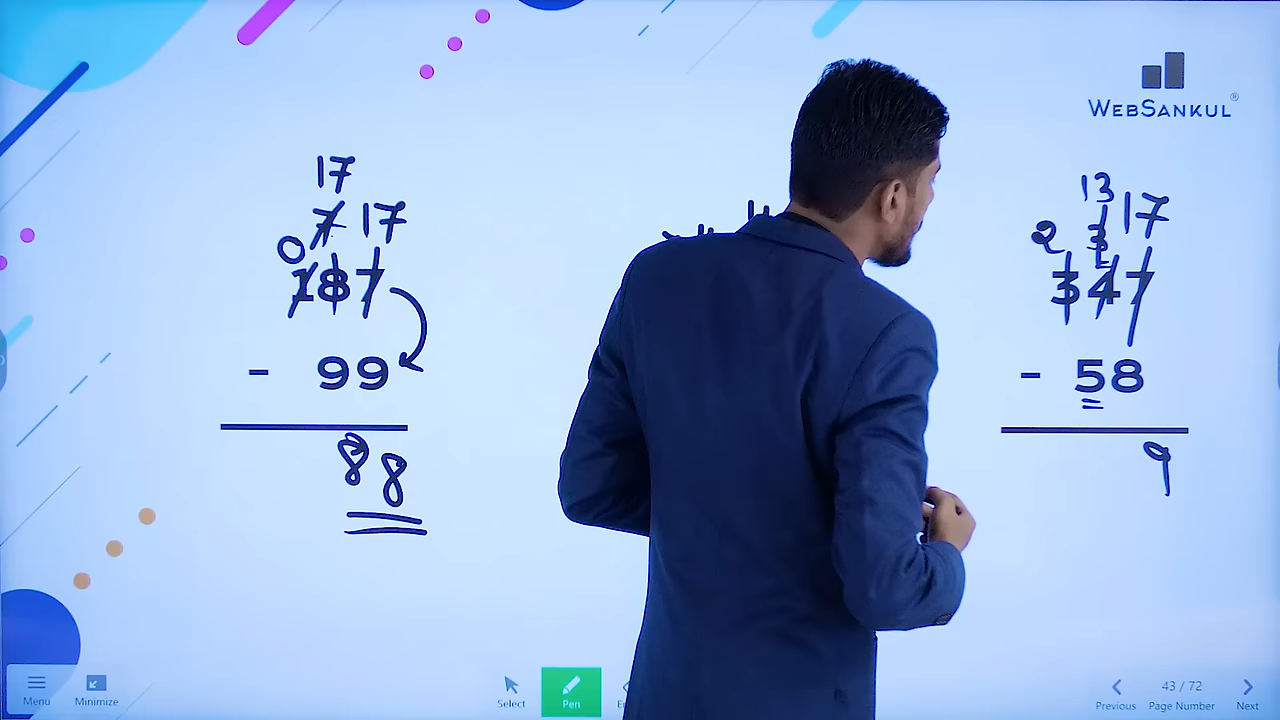 WEBSANKUL®
17
7 17
0
187
- 99
88
13
2 3 17
347
- 58
9
Menu
Minimize
Select
Pen
Previous
43 / 72
Page Number
Next